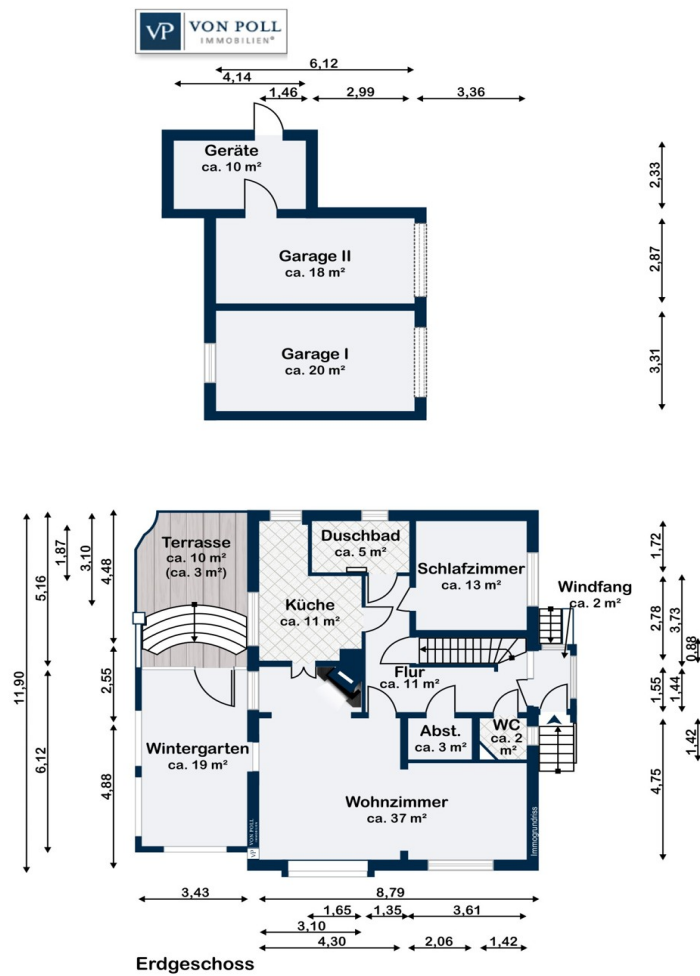 VP VON POLL
IMMOBILIEN®
6,12
4,14
1,46 2,99 3,36
Geräte
ca. 10 m²
2,33
Garage II
ca. 18 m²
2,87
Garage I
ca. 20 m²
3,31
11,90
5,16
1,87
3,10
4,48
Terrasse
ca. 10 m²
(ca. 3 m²)
Duschbad
ca. 5 m²
Schlafzimmer
ca. 13 m²
1,72
Küche
ca. 11 m²
Windfang
ca. 2 m²
2,78
3,73
0,88
2,55
Flur
ca. 11 m²
1,55
1,44
6,12
4,88
Wintergarten
ca. 19 m²
Abst.
ca. 3 m²
WC
ca. 2
m²
1,42
4,75
Wohnzimmer
ca. 37 m²
VP VON POLL
Immogrundriss
3,43 8,79
1,65 1,35 3,61
3,10
4,30 2,06 1,42
Erdgeschoss